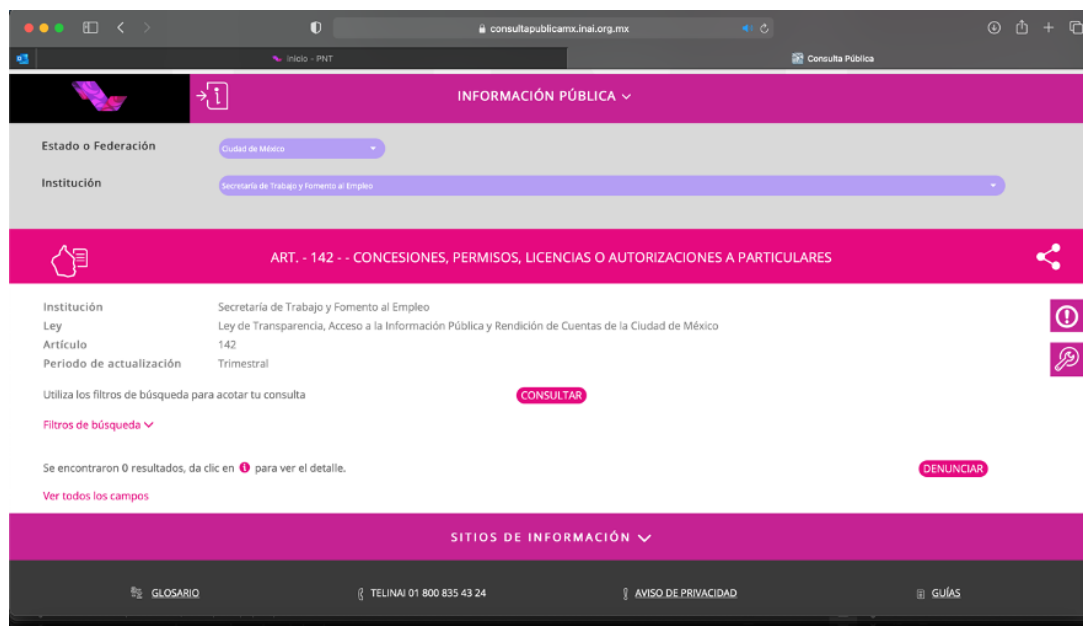 consultapublicamx.inai.org.mx
Inicio - PNT
Consulta Pública
INFORMACIÓN PÚBLICA
Estado o Federación
Ciudad de México
Institución
Secretaría de Trabajo y Fomento al Empleo
ART. - 142 - - CONCESIONES, PERMISOS, LICENCIAS O AUTORIZACIONES A PARTICULARES
Institución Secretaría de Trabajo y Fomento al Empleo
Ley Ley de Transparencia, Acceso a la Información Pública y Rendición de Cuentas de la Ciudad de México
Artículo 142
Periodo de actualización Trimestral
Utiliza los filtros de búsqueda para acotar tu consulta CONSULTAR
Filtros de búsqueda
Se encontraron 0 resultados, da clic en i para ver el detalle. DENUNCIAR
Ver todos los campos
SITIOS DE INFORMACIÓN
GLOSARIO TELINAI 01 800 835 43 24 AVISO DE PRIVACIDAD GUÍAS